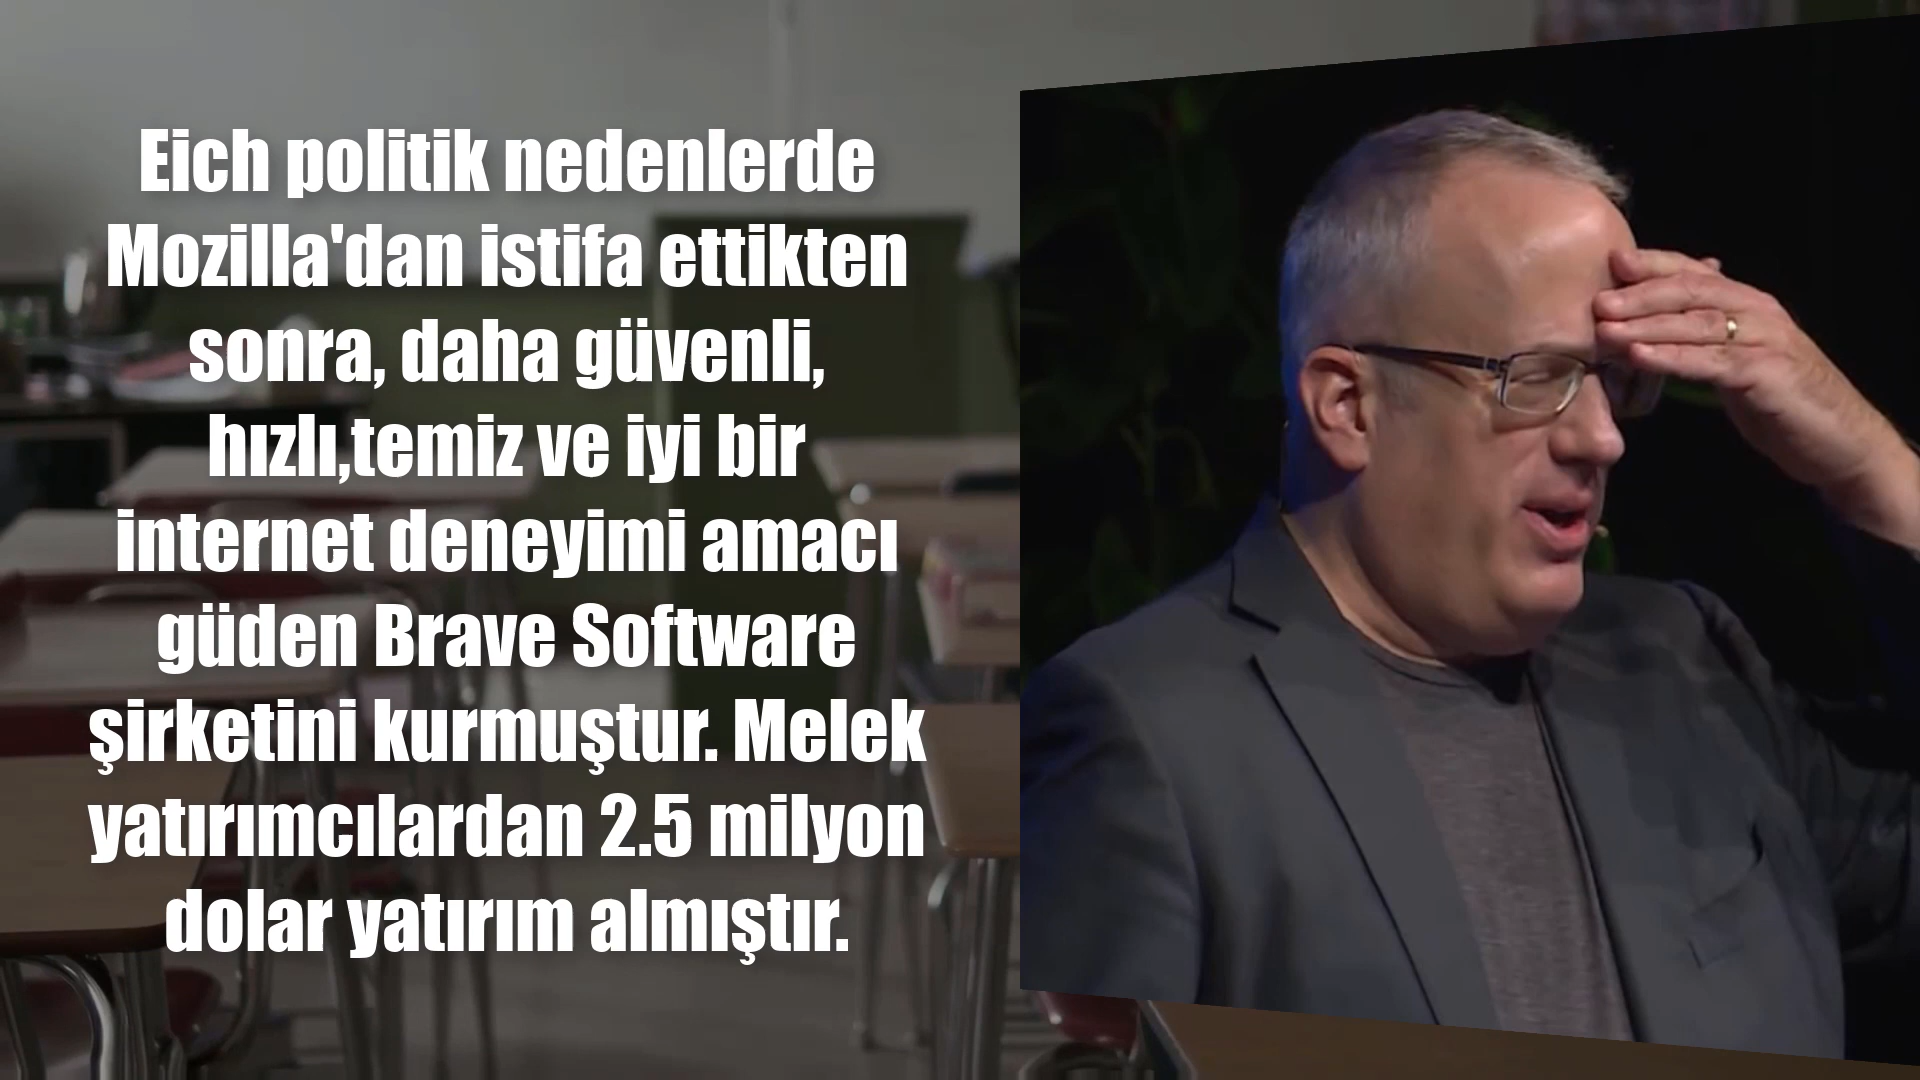 Eich politik nedenlerde
Mozilla'dan istifa ettikten
sonra, daha güvenli,
hızlı,temiz ve iyi bir
internet deneyimi amacı
güden Brave Software
şirketini kurmuştur. Melek
yatırımcılardan 2.5 milyon
dolar yatırım almıştır.